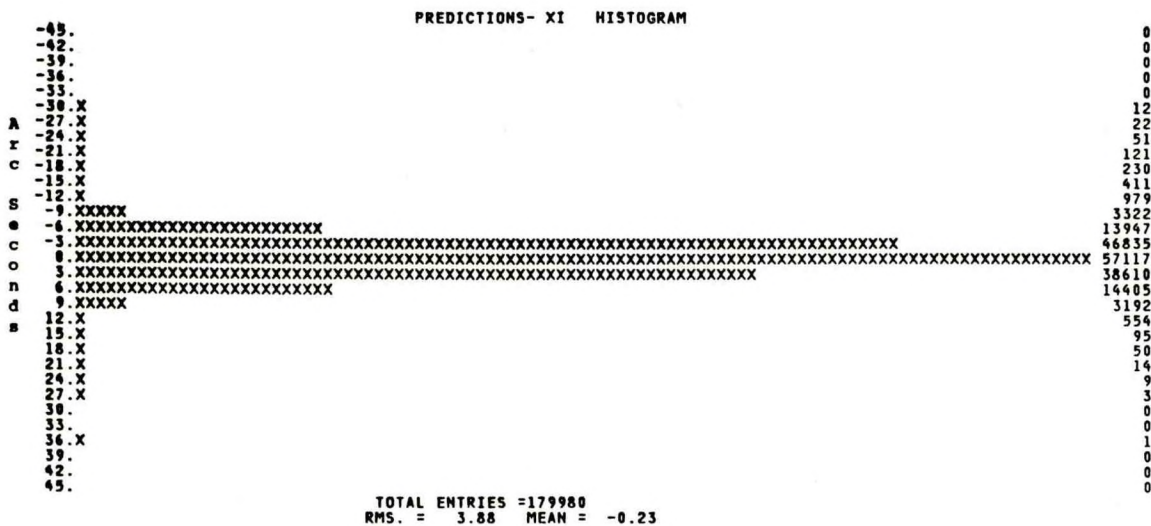 PREDICTIONS- XI HISTOGRAM
Arc Seconds
-45. 0
-42. 0
-39. 0
-36. 0
-33. 0
-30.X 12
-27.X 22
-24.X 51
-21.X 121
-18.X 230
-15.X 411
-12.X 979
-9.XXXXX 3322
-6.XXXXXXXXXXXXXXXXXXXXXXXX 13947
-3.XXXXXXXXXXXXXXXXXXXXXXXXXXXXXXXXXXXXXXXXXXXXXXXXXXXXXXXXXXXXXXXXXXXXXXXXXXXXXXXXX 46835
0.XXXXXXXXXXXXXXXXXXXXXXXXXXXXXXXXXXXXXXXXXXXXXXXXXXXXXXXXXXXXXXXXXXXXXXXXXXXXXXXXXXXXXXXXXXXXXXXXXXXX 57117
3.XXXXXXXXXXXXXXXXXXXXXXXXXXXXXXXXXXXXXXXXXXXXXXXXXXXXXXXXXXXXXXXXXXX 38610
6.XXXXXXXXXXXXXXXXXXXXXXXXX 14405
9.XXXXX 3192
12.X 554
15.X 95
18.X 50
21.X 14
24.X 9
27.X 3
30. 0
33. 0
36.X 1
39. 0
42. 0
45. 0
TOTAL ENTRIES =179980
RMS. = 3.88 MEAN = -0.23